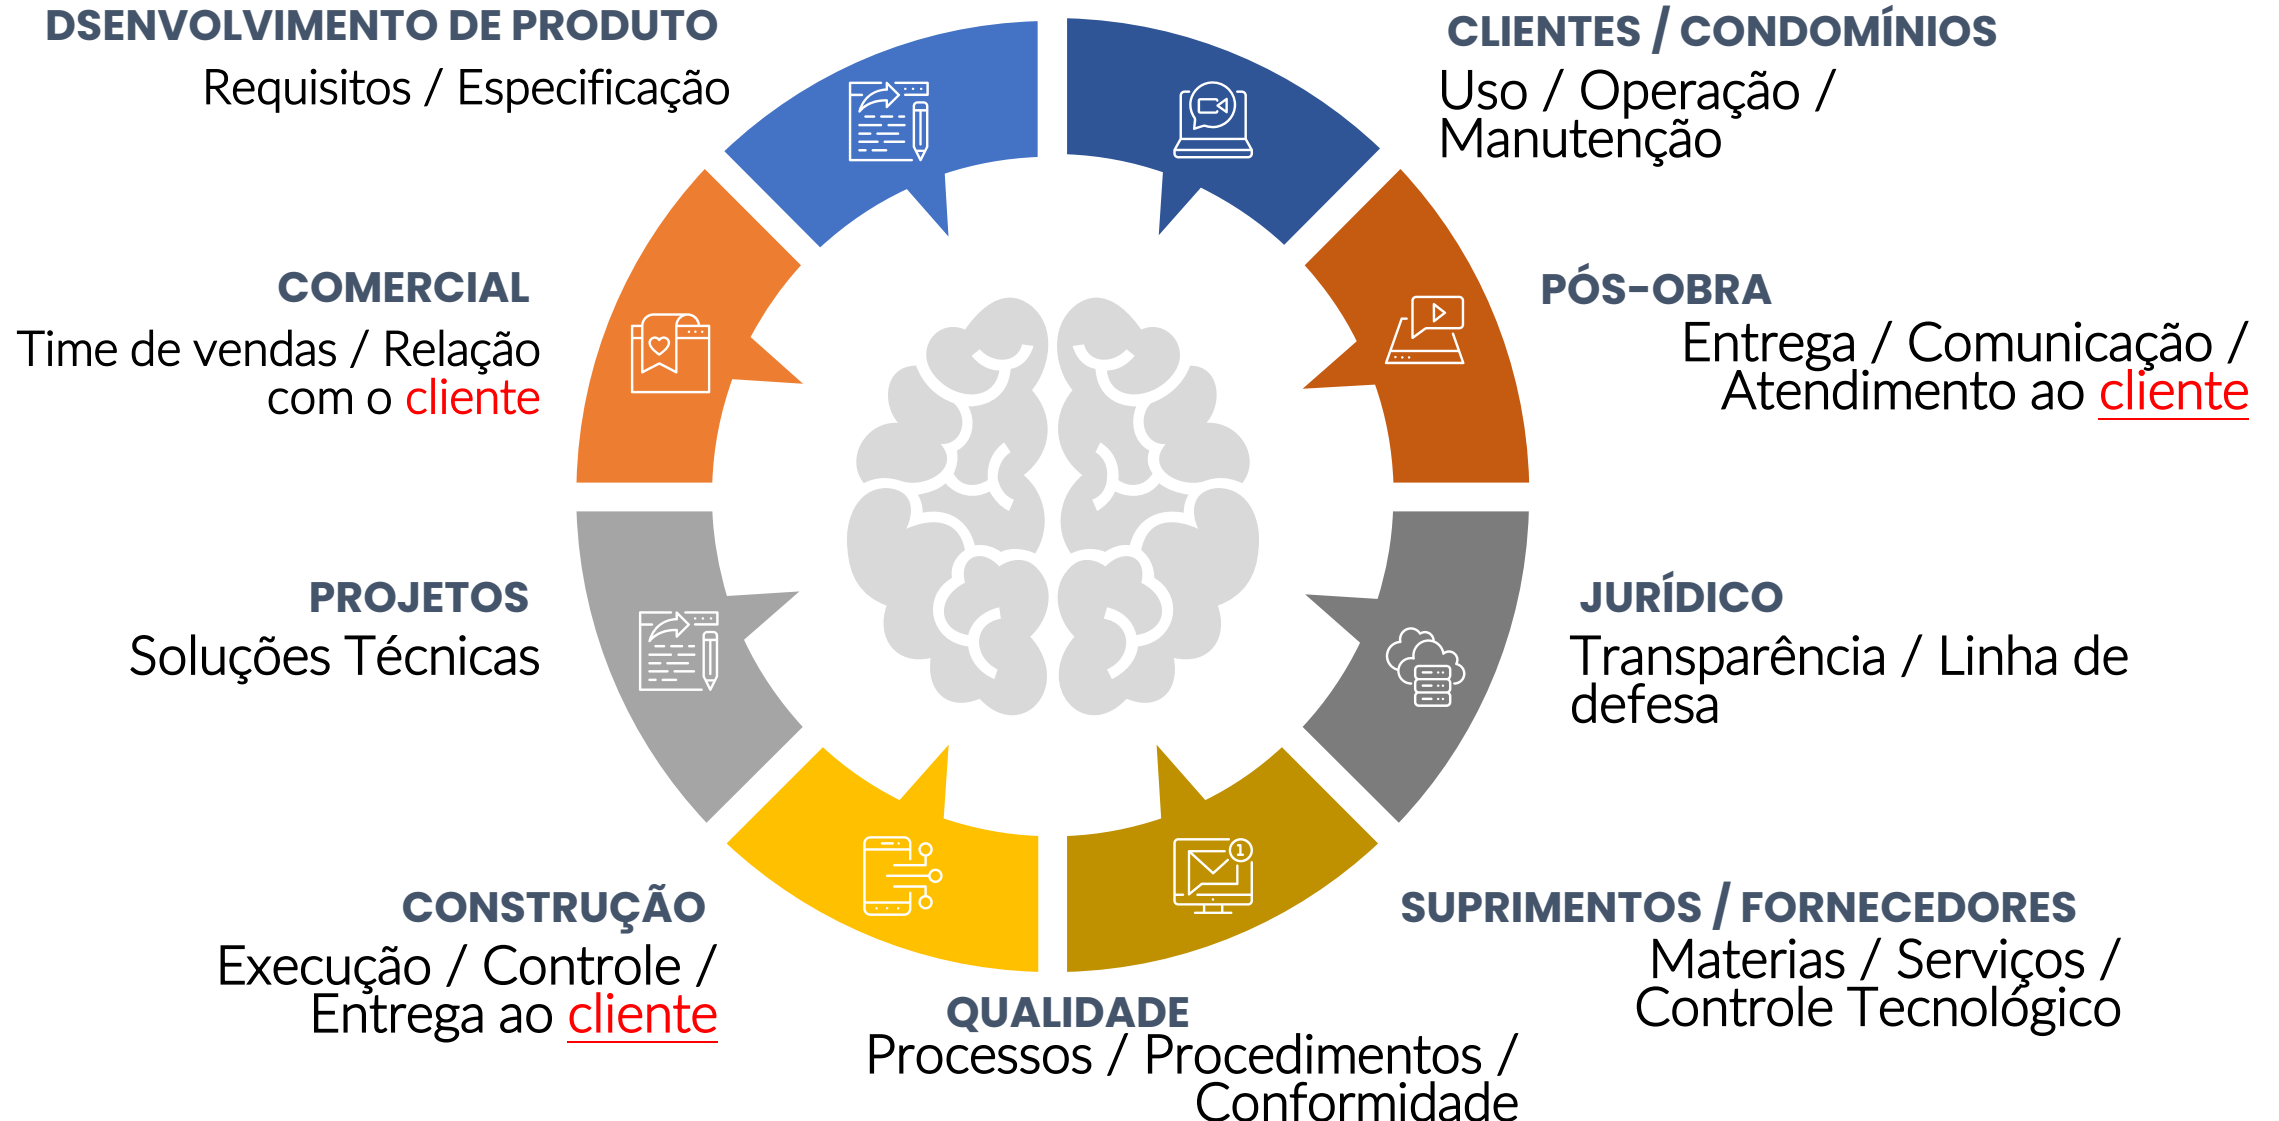 DSENVOLVIMENTO DE PRODUTO
Requisitos / Especificação
CLIENTES / CONDOMÍNIOS
Uso / Operação /
Manutenção
COMERCIAL
Time de vendas / Relação
com o cliente
PÓS-OBRA
Entrega / Comunicação /
Atendimento ao cliente
PROJETOS
Soluções Técnicas
JURÍDICO
Transparência / Linha de
defesa
CONSTRUÇÃO
Execução / Controle /
Entrega ao cliente
1
SUPRIMENTOS / FORNECEDORES
Materias / Serviços /
Controle Tecnológico
QUALIDADE
Processos / Procedimentos /
Conformidade